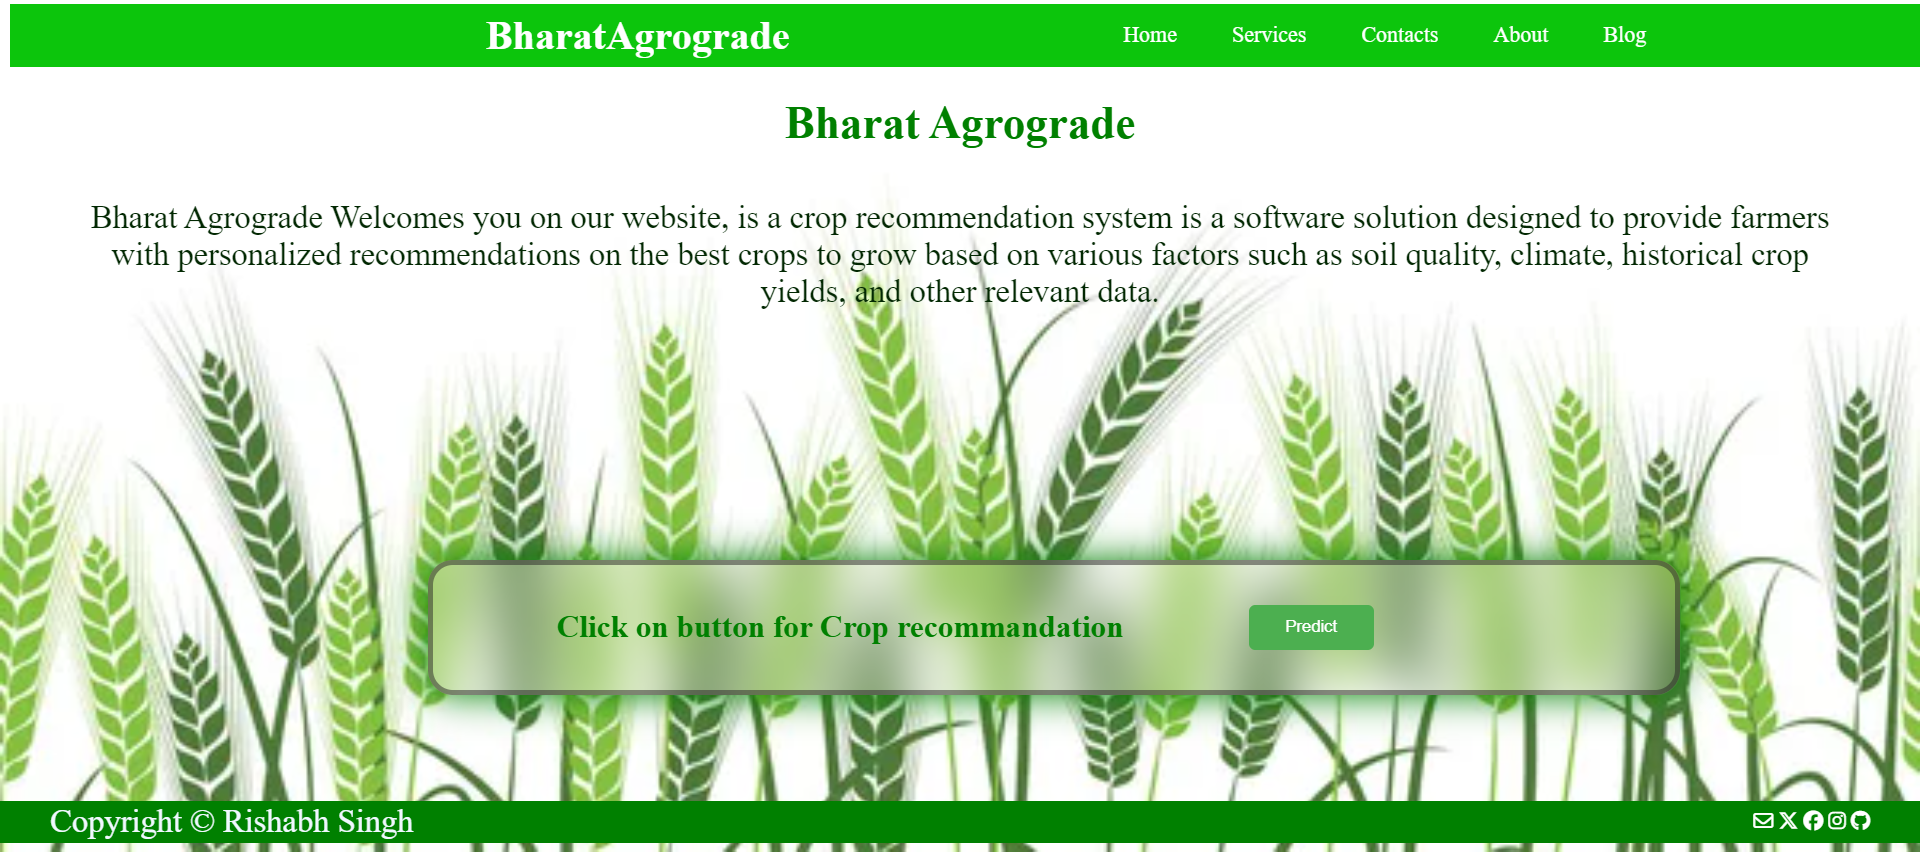 BharatAgrograde
Home Services Contacts About Blog
Bharat Agrograde
Bharat Agrograde Welcomes you on our website, is a crop recommendation system is a software solution designed to provide farmers
with personalized recommendations on the best crops to grow based on various factors such as soil quality, climate, historical crop
yields, and other relevant data.
Click on button for Crop recommandation
Predict
Copyright © Rishabh Singh